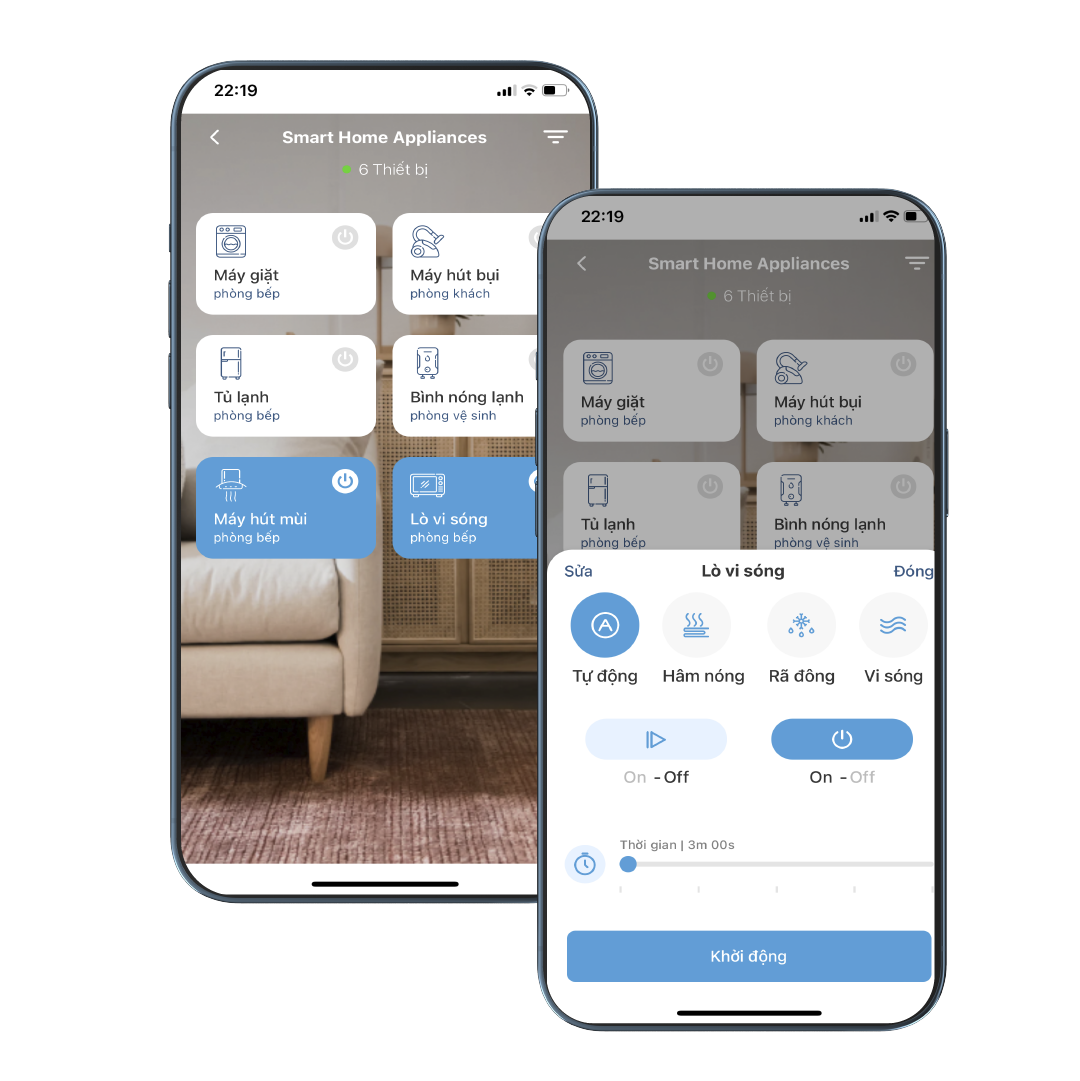 22:19
Smart Home Appliances
6 Thiết bị
Máy giặt
phòng bếp
Máy hút bụi
phòng khách
Tủ lạnh
phòng bếp
Bình nóng lạnh
phòng vệ sinh
Máy hút mùi
phòng bếp
Lò vi sóng
phòng bếp
22:19
Smart Home Appliances
6 Thiết bị
Máy giặt
phòng bếp
Máy hút bụi
phòng khách
Tủ lạnh
phòng bếp
Bình nóng lạnh
phòng vệ sinh
Sửa Lò vi sóng Đóng
A
Tự động Hâm nóng Rã đông Vi sóng
On - Off On - Off
Thời gian | 3m 00s
Khởi động